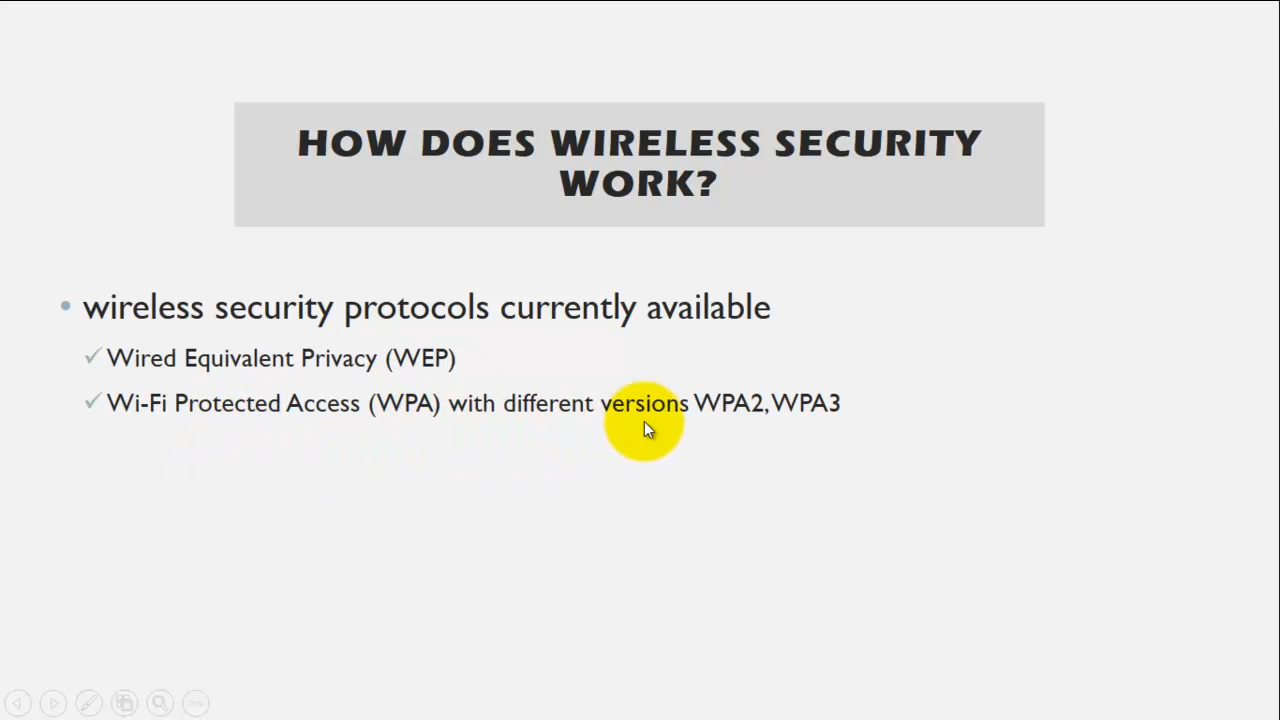 HOW DOES WIRELESS SECURITY
WORK?
wireless security protocols currently available
Wired Equivalent Privacy (WEP)
Wi-Fi Protected Access (WPA) with different versions WPA2, WPA3